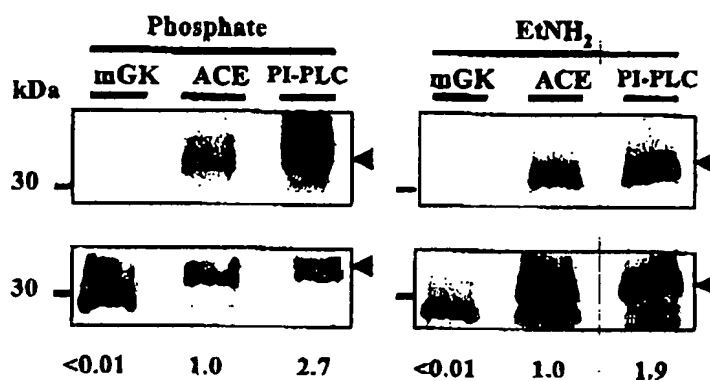 Phosphate EtNH₂
kDa mGK ACE PI-PLC mGK ACE PI-PLC
30
30
<0.01 1.0 2.7 <0.01 1.0 1.9